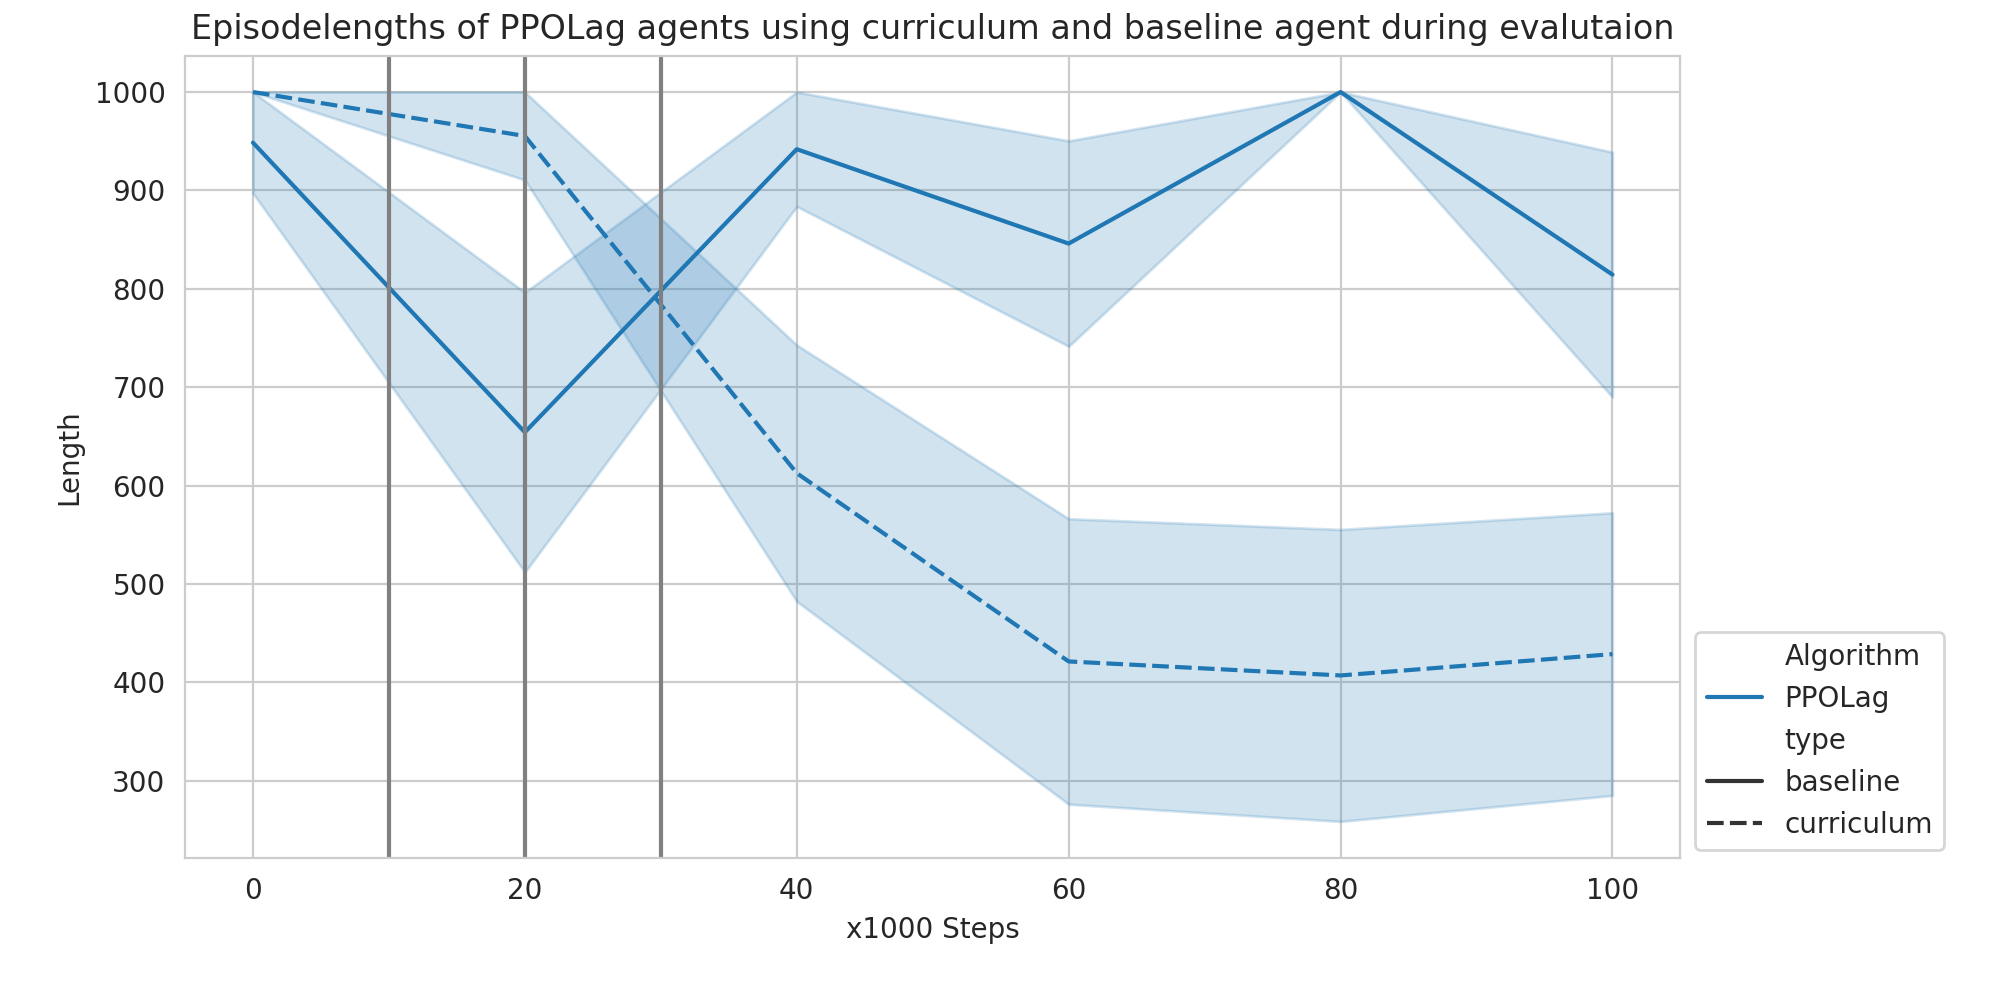 Episodelengths of PPOLag agents using curriculum and baseline agent during evalutaion
1000
900
800
700
600
500
400
300
Length
0 20 40 60 80 100
x1000 Steps
Algorithm
PPOLag
type
baseline
curriculum